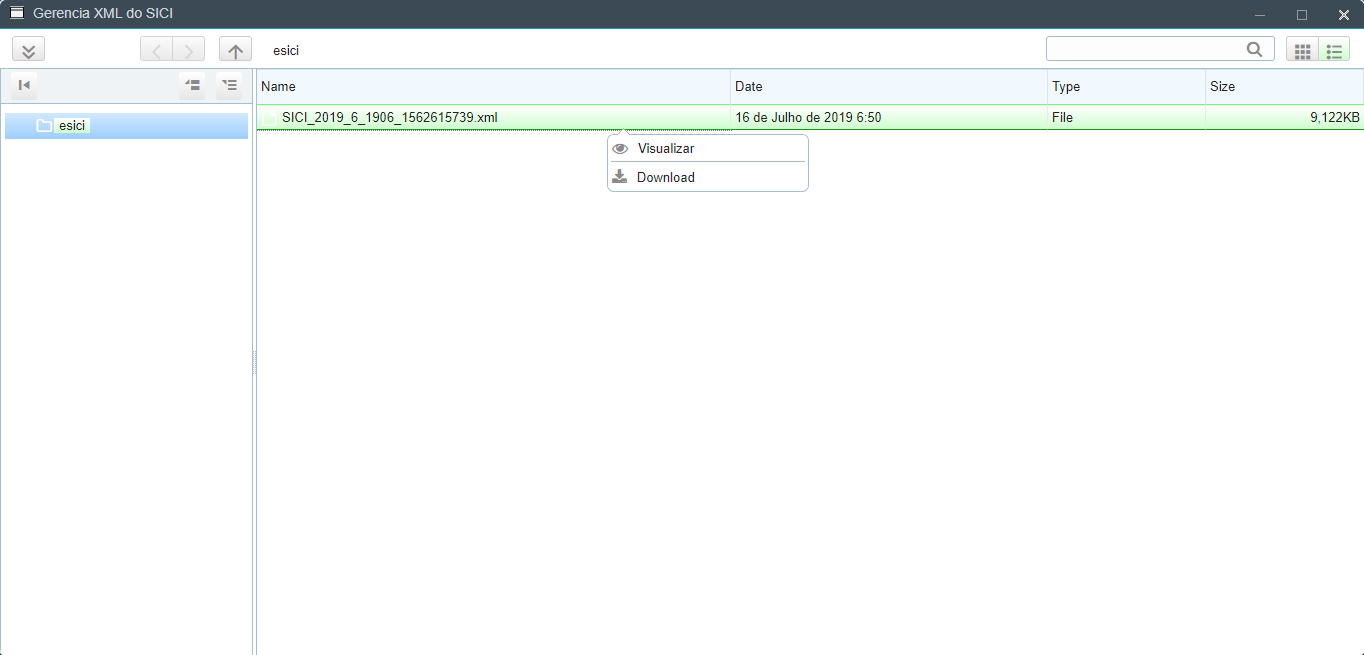 Gerencia XML do SICI
esici
Name Date Type Size
esici
SICI_2019_6_1906_1562615739.xml 16 de Julho de 2019 6:50 File 9,122KB
Visualizar
Download